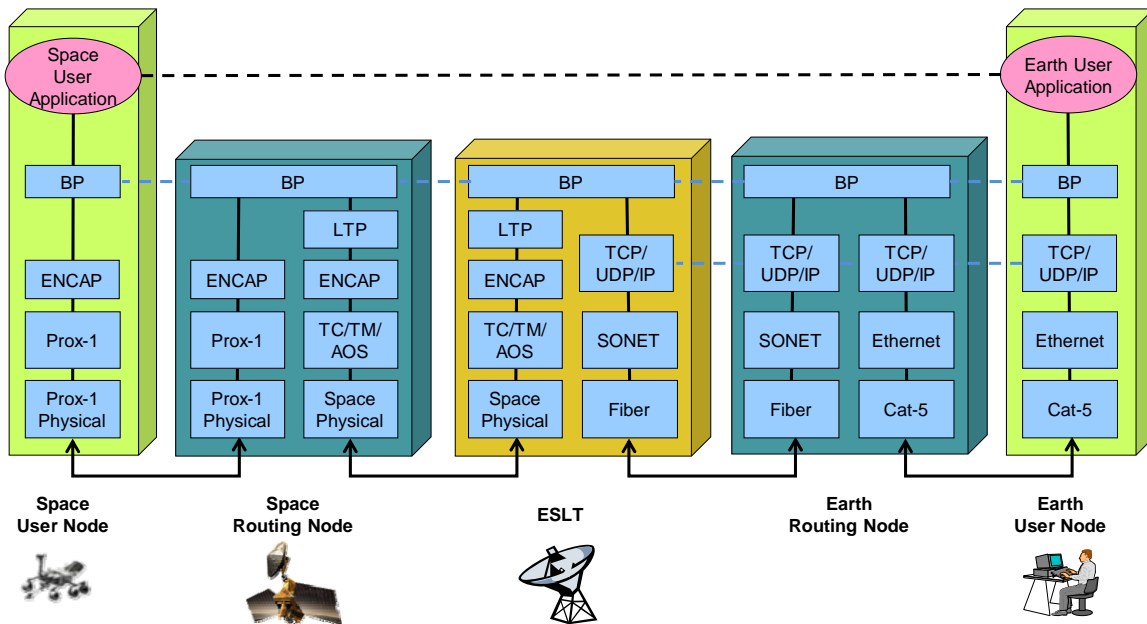 Space
User
Application
Earth User
Application
BP
BP
BP
BP
BP
LTP
LTP
TCP/
UDP/IP
TCP/
UDP/IP
TCP/
UDP/IP
TCP/
UDP/IP
ENCAP
ENCAP
ENCAP
ENCAP
Prox-1
Prox-1
TC/TM/
AOS
TC/TM/
AOS
SONET
SONET
Ethernet
Ethernet
Prox-1
Physical
Prox-1
Physical
Space
Physical
Space
Physical
Fiber
Fiber
Cat-5
Cat-5
Space
User Node
Space
Routing Node
ESLT
Earth
Routing Node
Earth
User Node